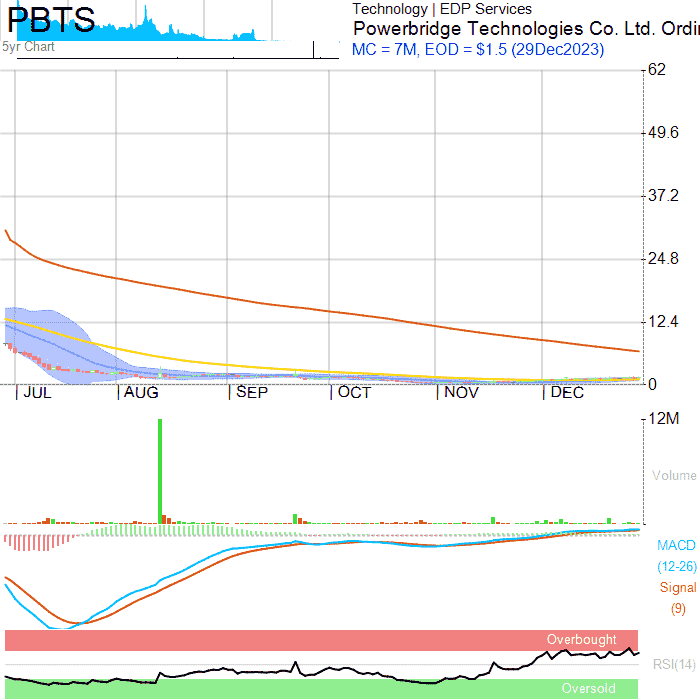 PBTS
5yr Chart
Technology | EDP Services
Powerbridge Technologies Co. Ltd. Ordi
MC = 7M, EOD = $1.5 (29Dec2023)
62
49.6
37.2
24.8
12.4
0
JUL AUG SEP OCT NOV DEC
12M
Volume
MACD
(12-26)
Signal
(9)
Overbought
RSI(14)
Oversold